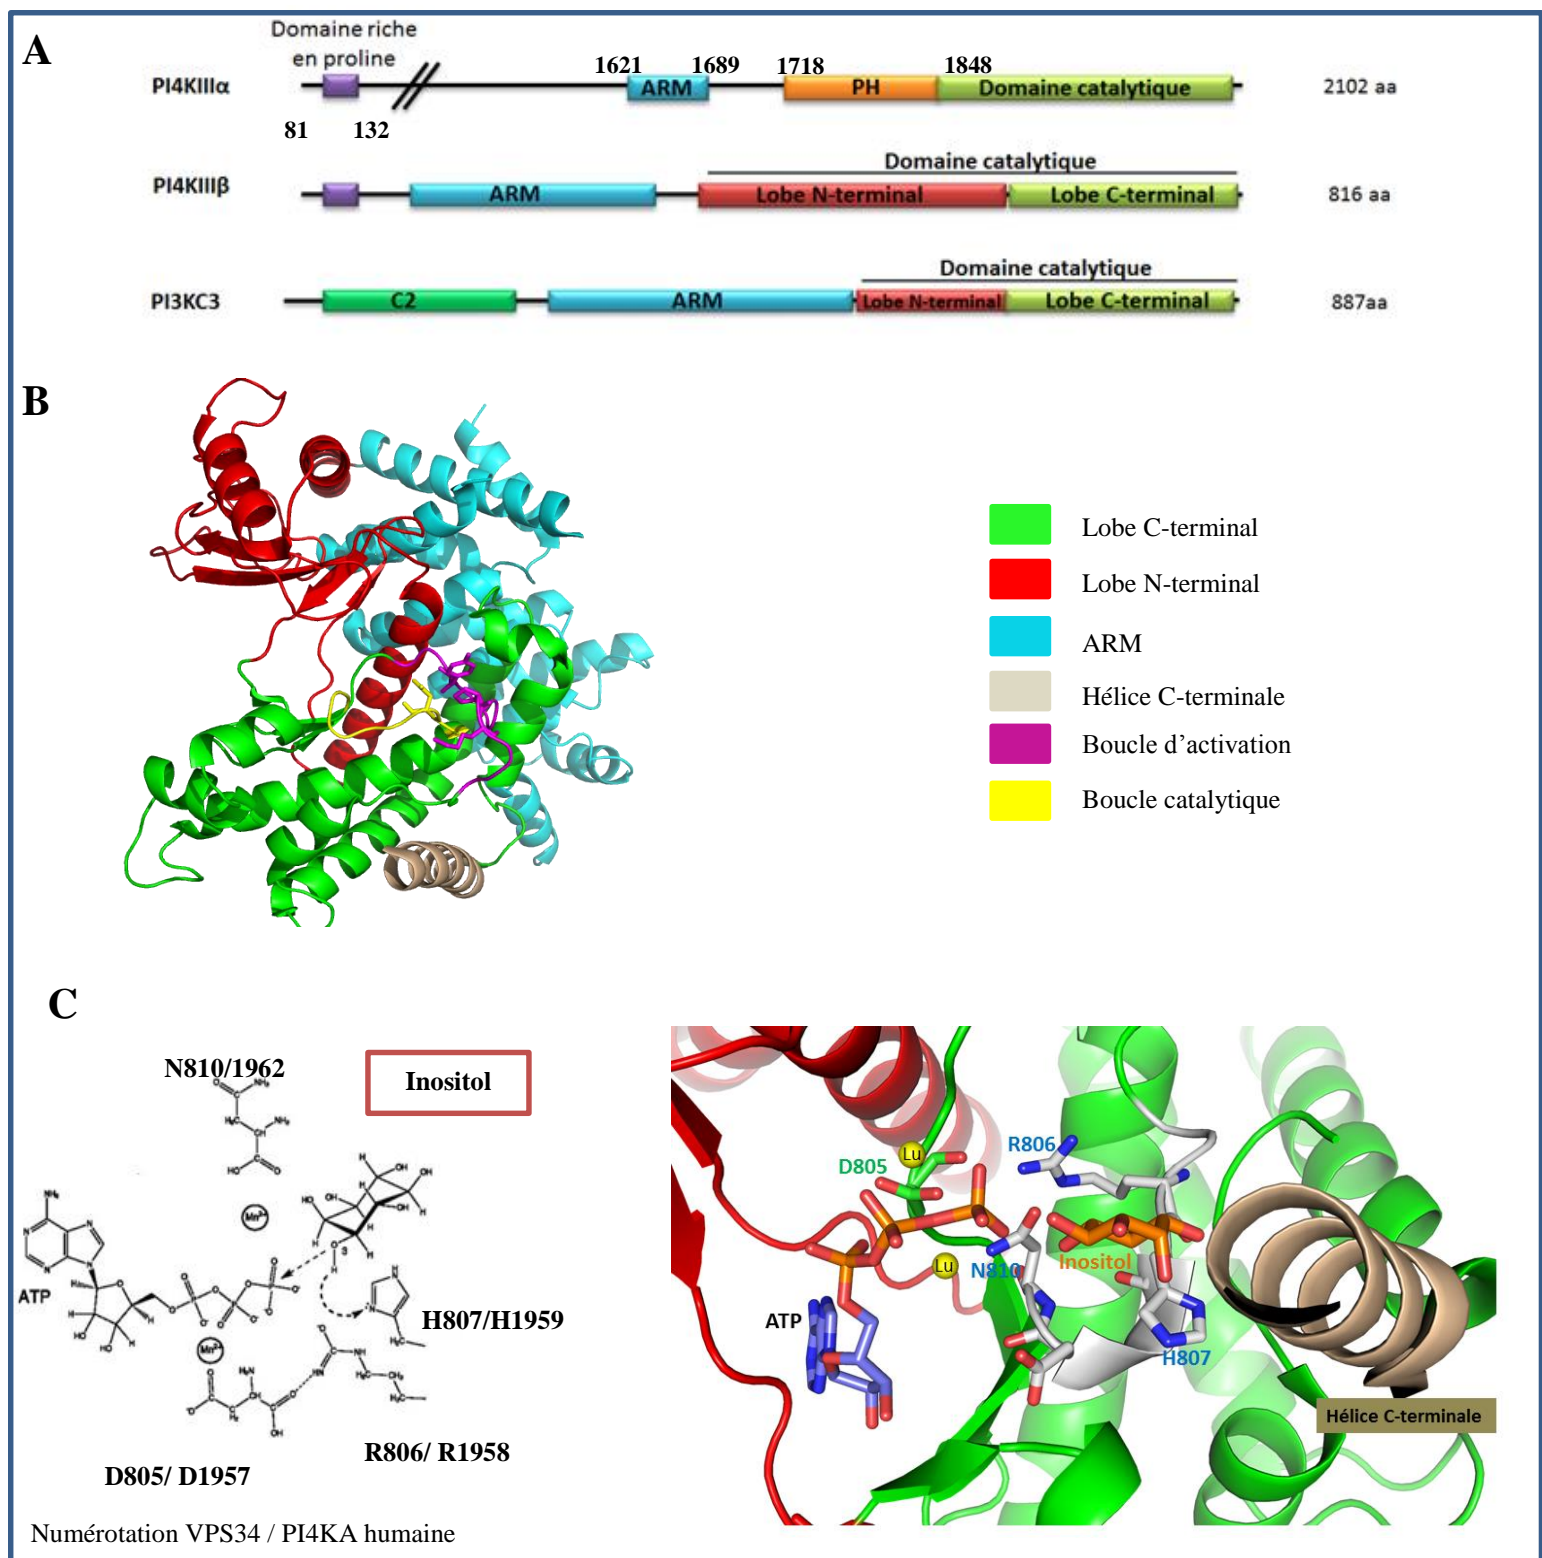 A
Domaine riche
en proline
PI4KIIIα
1621
1689
1718
1848
ARM
PH
Domaine catalytique
2102 aa
81
132
PI4KIIIβ
Domaine catalytique
ARM
Lobe N-terminal
Lobe C-terminal
816 aa
Domaine catalytique
PI3KC3
C2
ARM
Lobe N-terminal
Lobe C-terminal
887aa
B
Lobe C-terminal
Lobe N-terminal
ARM
Hélice C-terminale
Boucle d'activation
Boucle catalytique
C
N810/1962
Inositol
Mn²⁺
ATP
H807/H1959
Mn²⁺
R806/ R1958
D805/ D1957
Numérotation VPS34 / PI4KA humaine
Lu
R806
D805
Lu
N810
Inositol
ATP
H807
Hélice C-terminale